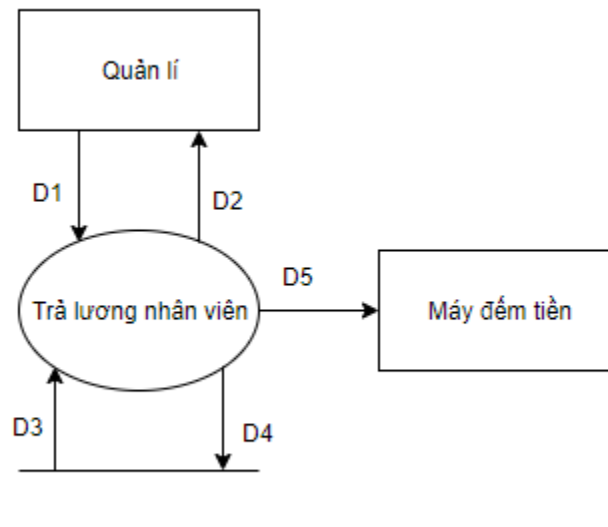 Quản lí
D1
D2
D5
Trả lương nhân viên
Máy đếm tiền
D3
D4